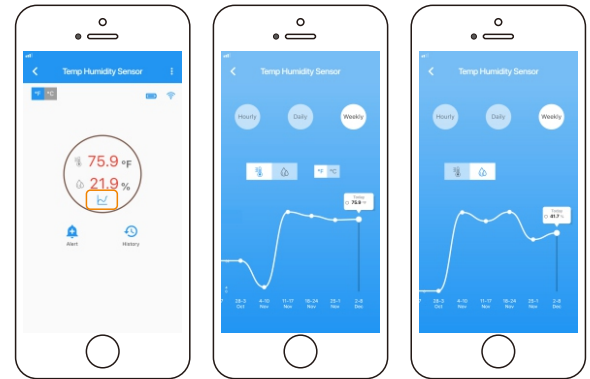 Temp Humidity Sensor
°F °C
75.9 °F
21.9 %
Alert History
Temp Humidity Sensor
Hourly Daily Weekly
°F °C
Today
75.9 °F
28-3 4-10 11-17 18-24 25-1 2-8
Oct Nov Nov Nov Nov Dec
Temp Humidity Sensor
Hourly Daily Weekly
Today
41.7 %
28-3 4-10 11-17 18-24 25-1 2-8
Oct Nov Nov Nov Nov Dec